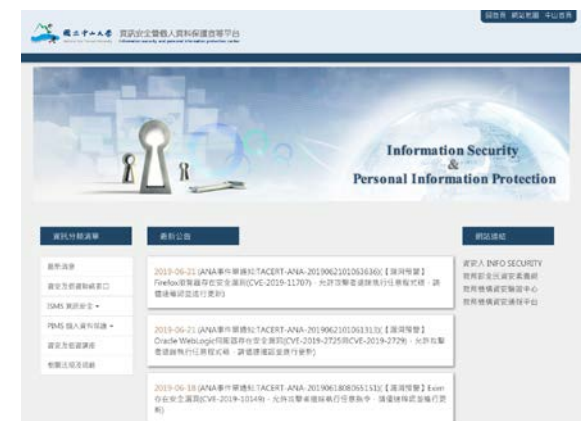 回首頁 網站地圖 中山首頁
國立中山大學 資訊安全暨個人資料保護宣導平台
Information security and personal information protection center
Information Security
&
Personal Information Protection
資訊分類清單
最新消息
資安及個資聯絡窗口
ISMS 資訊安全
PIMS 個人資料保護
資安及個資講座
相關法規及規範
最新公告
2019-06-21 (ANA事件單通知:TACERT-ANA-2019062101063636)(【漏洞預警】
Firefox瀏覽器存在安全漏洞(CVE-2019-11707)，允許攻擊者遠端執行任意程式碼，請
儘速確認並進行更新)
2019-06-21 (ANA事件單通知:TACERT-ANA-2019062101061313)(【漏洞預警】
Oracle WebLogic伺服器存在安全漏洞(CVE-2019-2725與CVE-2019-2729)，允許攻擊
者遠端執行任意程式碼，請儘速確認並進行更新)
2019-06-18 (ANA事件單通知:TACERT-ANA-2019061808065151)(【漏洞預警】Exim
存在安全漏洞(CVE-2019-10149)，允許攻擊者遠端執行任意指令，請儘速確認並進行更
新)
網站連結
資安人 INFO SECURITY
教育部全民資安素養網
教育機構資安驗證中心
教育機構資安通報平台